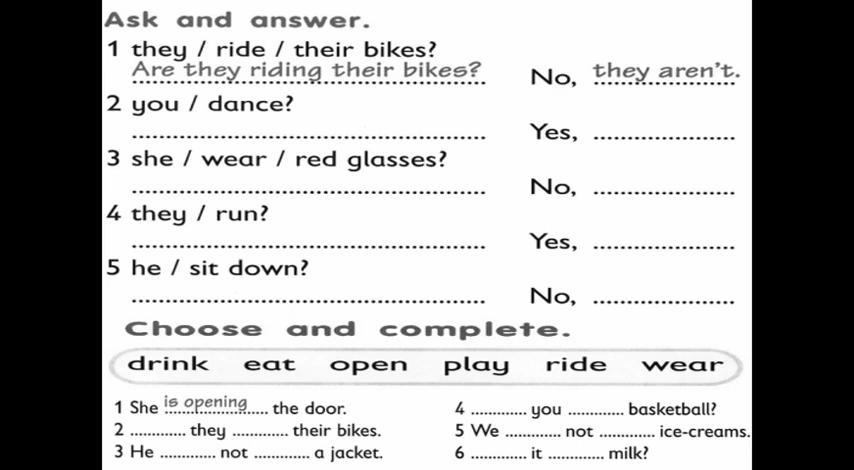 Ask and answer.
1 they / ride / their bikes?
Are they riding their bikes? No, they aren't.
2 you / dance?
........................ Yes, ............
3 she / wear / red glasses?
........................ No, ............
4 they / run?
........................ Yes, ............
5 he / sit down?
........................ No, ............
Choose and complete.
drink eat open play ride wear
1 She is opening the door.
2 ............ they ............ their bikes.
3 He ............ not ............ a jacket.
4 ............ you ............ basketball?
5 We ............ not ............ ice-creams.
6 ............ it ............ milk?